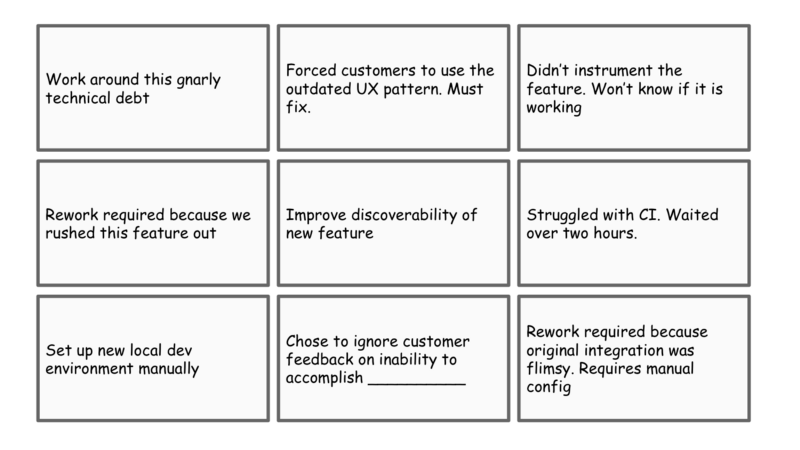 Work around this gnarly
technical debt
Forced customers to use the
outdated UX pattern. Must
fix.
Didn’t instrument the
feature. Won’t know if it is
working
Rework required because we
rushed this feature out
Improve discoverability of
new feature
Struggled with CI. Waited
over two hours.
Set up new local dev
environment manually
Chose to ignore customer
feedback on inability to
accomplish ___________
Rework required because
original integration was
flimsy. Requires manual
config